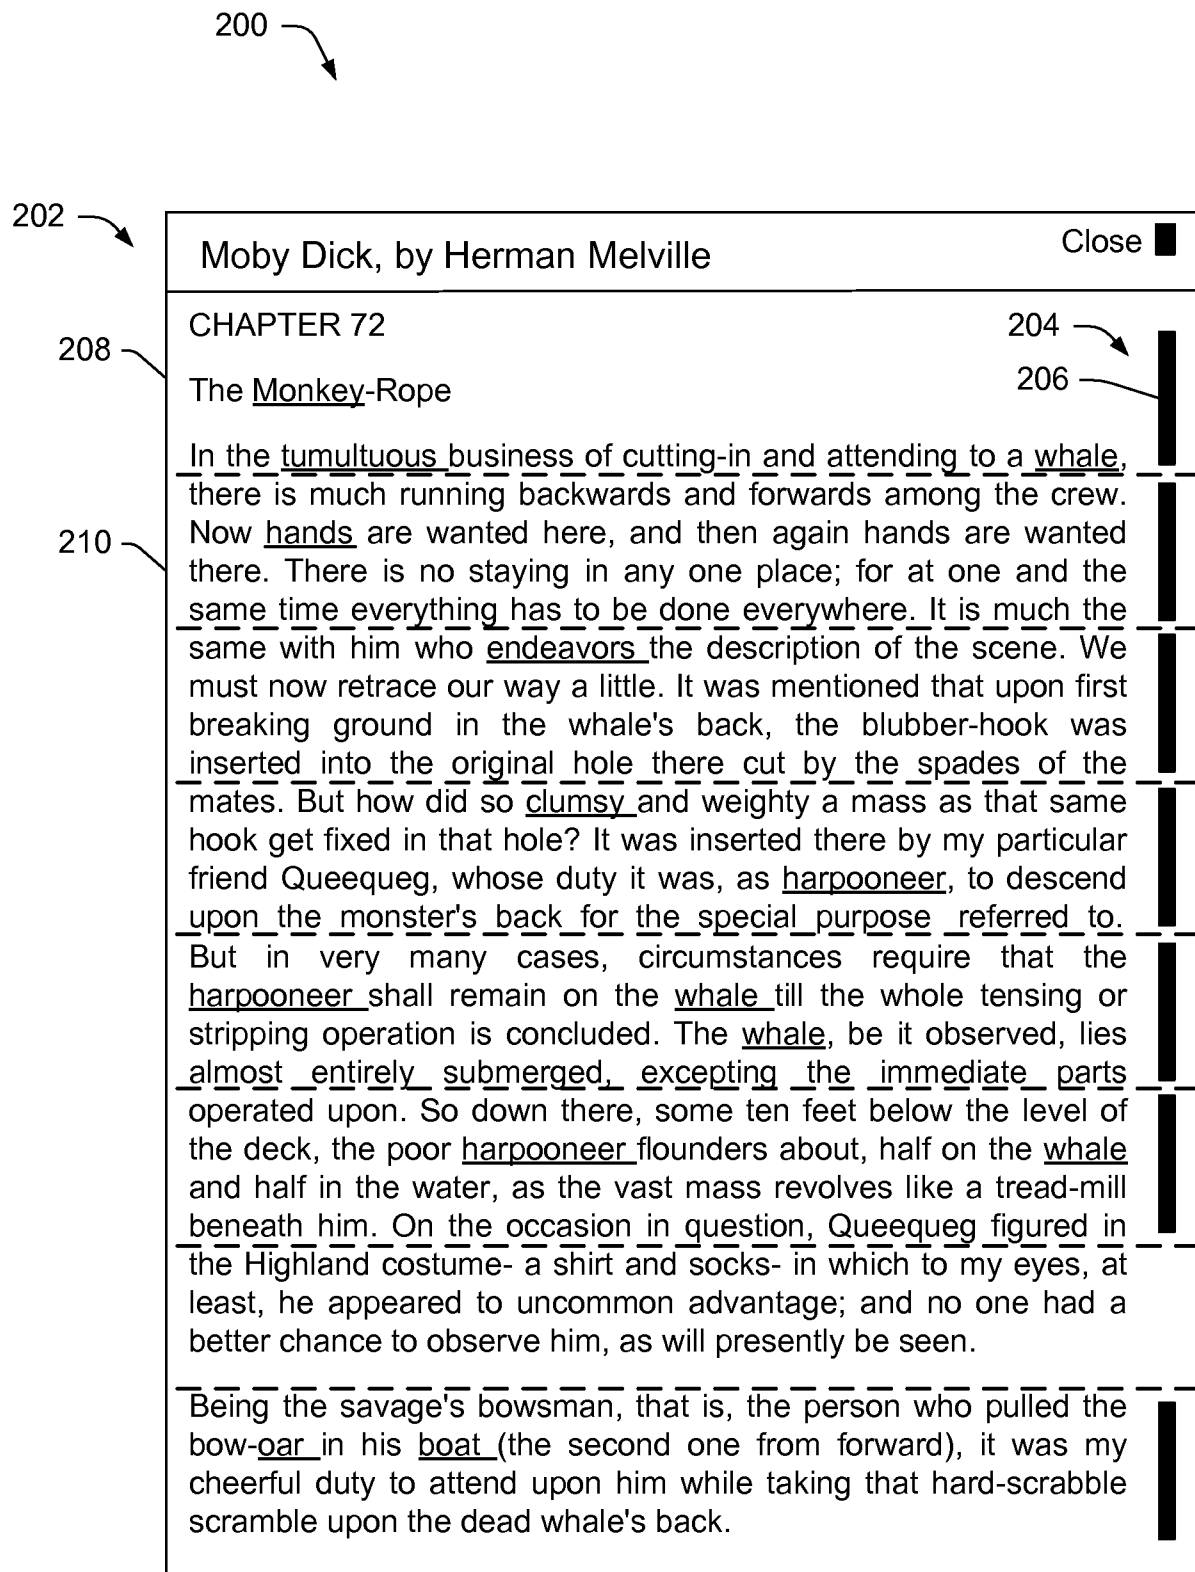 200
202
Moby Dick, by Herman Melville
Close
CHAPTER 72
204
208
206
The Monkey-Rope
In the tumultuous business of cutting-in and attending to a whale,
there is much running backwards and forwards among the crew.
Now hands are wanted here, and then again hands are wanted
210
there. There is no staying in any one place; for at one and the
same time everything has to be done everywhere. It is much the
same with him who endeavors the description of the scene. We
must now retrace our way a little. It was mentioned that upon first
breaking ground in the whale's back, the blubber-hook was
inserted into the original hole there cut by the spades of the
mates. But how did so clumsy and weighty a mass as that same
hook get fixed in that hole? It was inserted there by my particular
friend Queequeg, whose duty it was, as harpooneer, to descend
upon the monster's back for the special purpose referred to.
But in very many cases, circumstances require that the
harpooneer shall remain on the whale till the whole tensing or
stripping operation is concluded. The whale, be it observed, lies
almost entirely submerged, excepting the immediate parts
operated upon. So down there, some ten feet below the level of
the deck, the poor harpooneer flounders about, half on the whale
and half in the water, as the vast mass revolves like a tread-mill
beneath him. On the occasion in question, Queequeg figured in
the Highland costume- a shirt and socks- in which to my eyes, at
least, he appeared to uncommon advantage; and no one had a
better chance to observe him, as will presently be seen.
Being the savage's bowsman, that is, the person who pulled the
bow-oar in his boat (the second one from forward), it was my
cheerful duty to attend upon him while taking that hard-scrabble
scramble upon the dead whale's back.